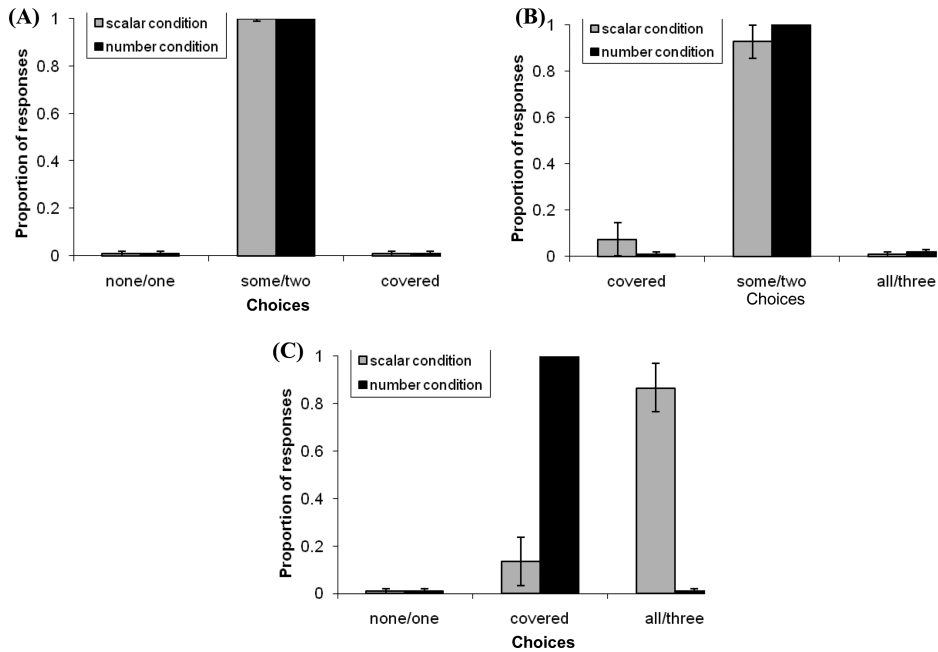 (A)
scalar condition
number condition
Proportion of responses
1
0.8
0.6
0.4
0.2
0
none/one some/two covered
Choices
(B)
scalar condition
number condition
Proportion of responses
1
0.8
0.6
0.4
0.2
0
covered some/two all/three
Choices
(C)
scalar condition
number condition
Proportion of responses
1
0.8
0.6
0.4
0.2
0
none/one covered all/three
Choices